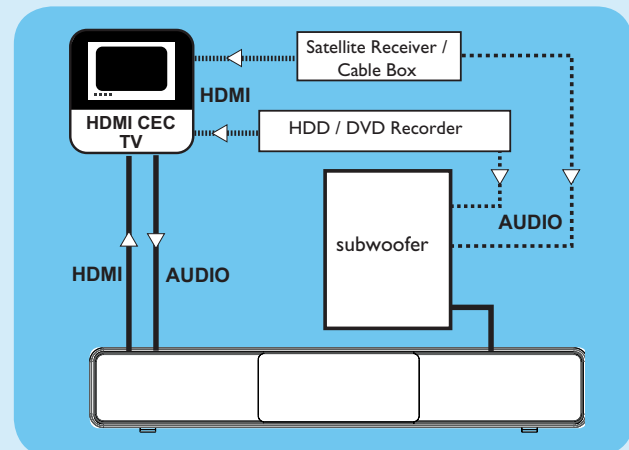 Satellite Receiver /
Cable Box
HDMI
HDMI CEC
TV
HDD / DVD Recorder
subwoofer
AUDIO
HDMI
AUDIO